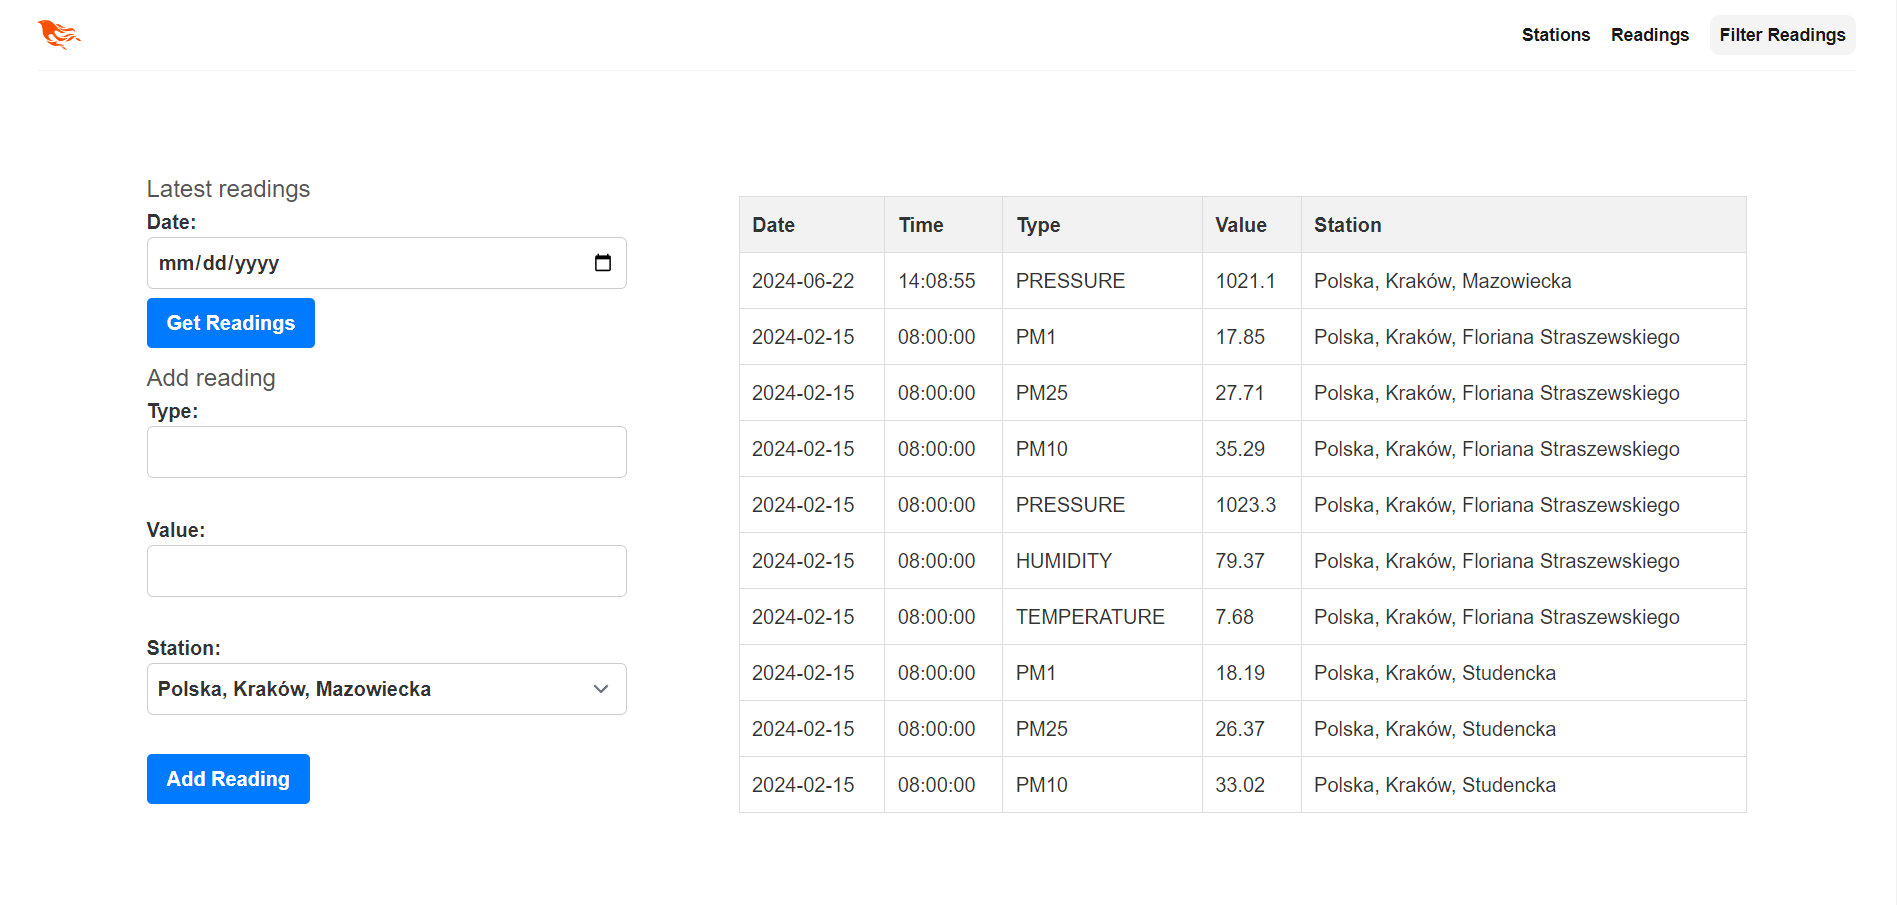 Stations Readings Filter Readings
Latest readings
Date:
mm/dd/yyyy
Get Readings
Add reading
Type:
Value:
Station:
Polska, Kraków, Mazowiecka
Add Reading
Date Time Type Value Station
2024-06-22 14:08:55 PRESSURE 1021.1 Polska, Kraków, Mazowiecka
2024-02-15 08:00:00 PM1 17.85 Polska, Kraków, Floriana Straszewskiego
2024-02-15 08:00:00 PM25 27.71 Polska, Kraków, Floriana Straszewskiego
2024-02-15 08:00:00 PM10 35.29 Polska, Kraków, Floriana Straszewskiego
2024-02-15 08:00:00 PRESSURE 1023.3 Polska, Kraków, Floriana Straszewskiego
2024-02-15 08:00:00 HUMIDITY 79.37 Polska, Kraków, Floriana Straszewskiego
2024-02-15 08:00:00 TEMPERATURE 7.68 Polska, Kraków, Floriana Straszewskiego
2024-02-15 08:00:00 PM1 18.19 Polska, Kraków, Studencka
2024-02-15 08:00:00 PM25 26.37 Polska, Kraków, Studencka
2024-02-15 08:00:00 PM10 33.02 Polska, Kraków, Studencka